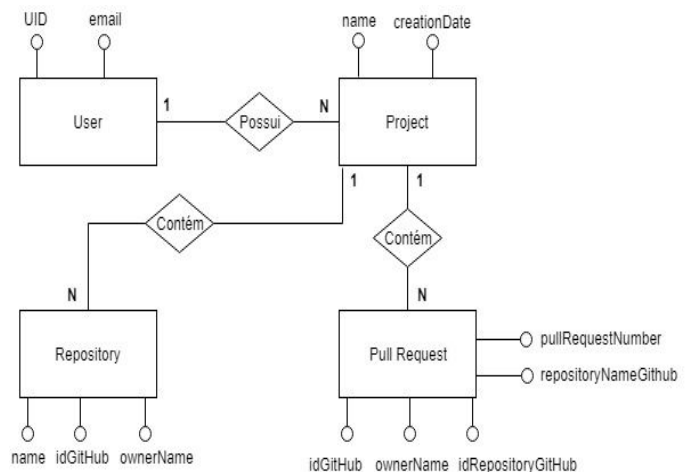 UID email name creationDate
User 1 Possui N Project
1 1
Contém Contém
N N
Repository Pull Request pullRequestNumber
repositoryNameGithub
name idGitHub ownerName
idGitHub ownerName idRepositoryGitHub